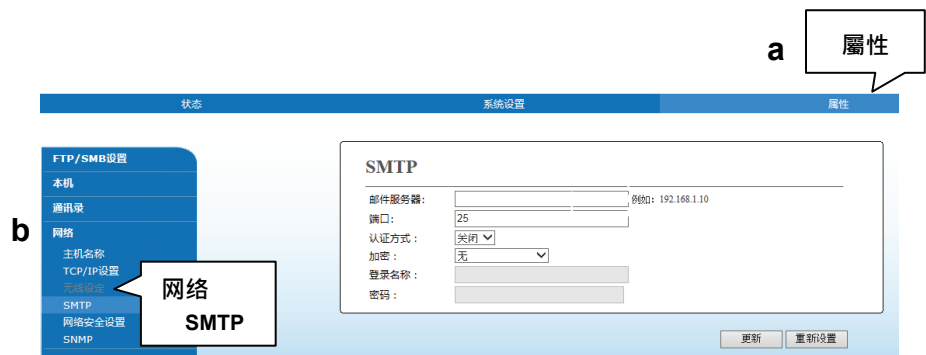 a
屬性
状态 系统设置 属性
FTP/SMB设置
本机
通讯录
b
网络
主机名称
TCP/IP设置
无线设定
SMTP
网络安全设置
SNMP
网络
SMTP
SMTP
邮件服务器: 例如: 192.168.1.10
端口: 25
认证方式: 关闭
加密: 无
登录名称:
密码:
更新 重新设置